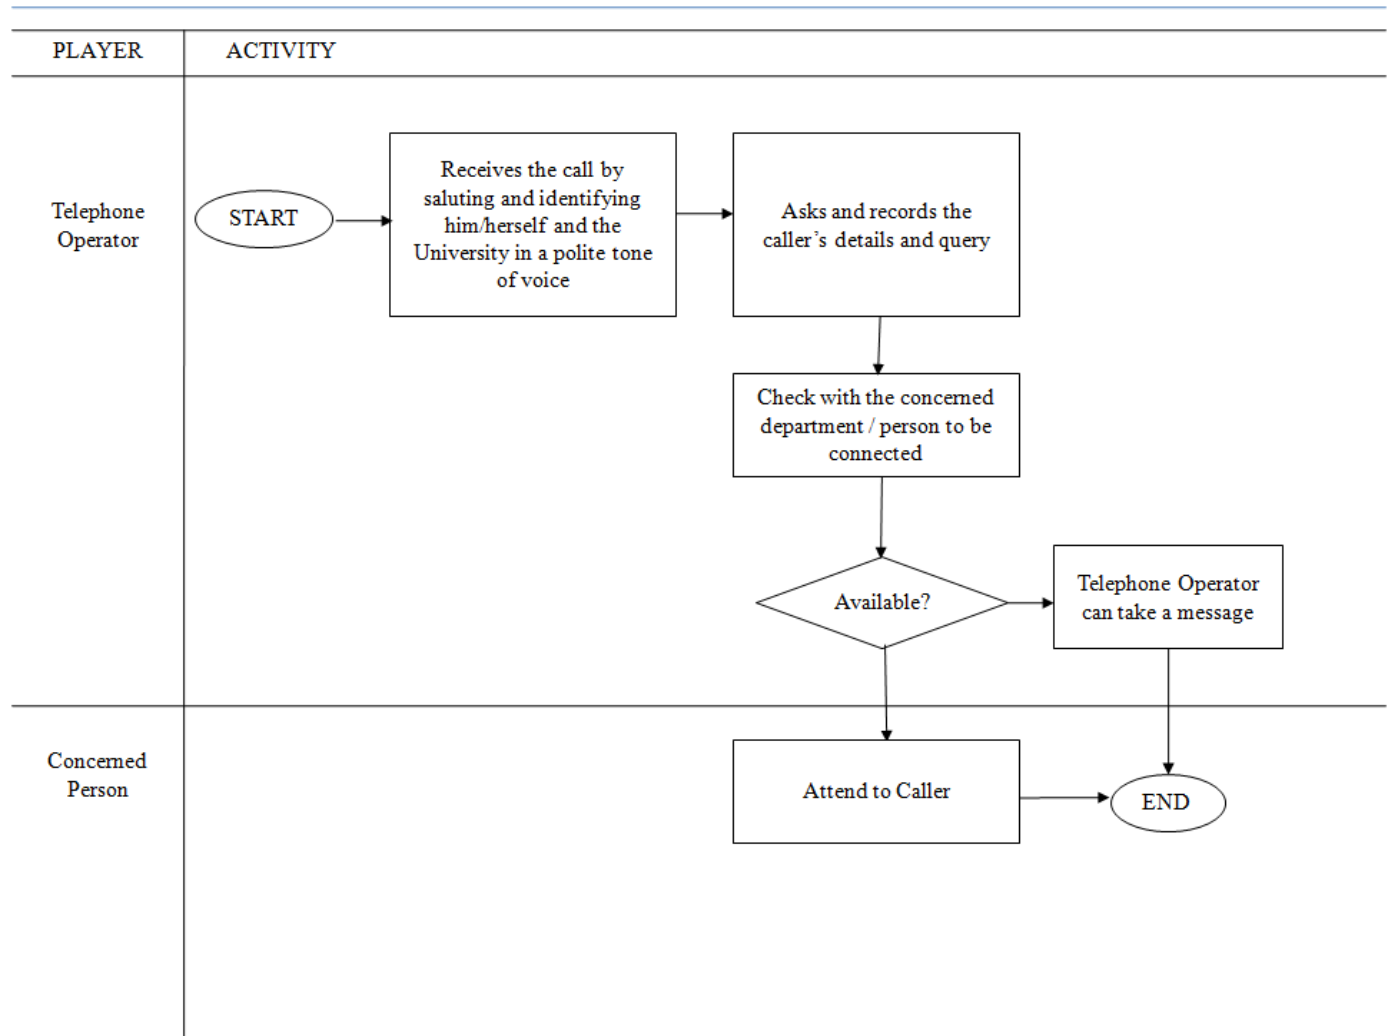 PLAYER
ACTIVITY
Telephone
Operator
START
Receives the call by
saluting and identifying
him/herself and the
University in a polite tone
of voice
Asks and records the
caller’s details and query
Check with the concerned
department / person to be
connected
Available?
Telephone Operator
can take a message
Concerned
Person
Attend to Caller
END